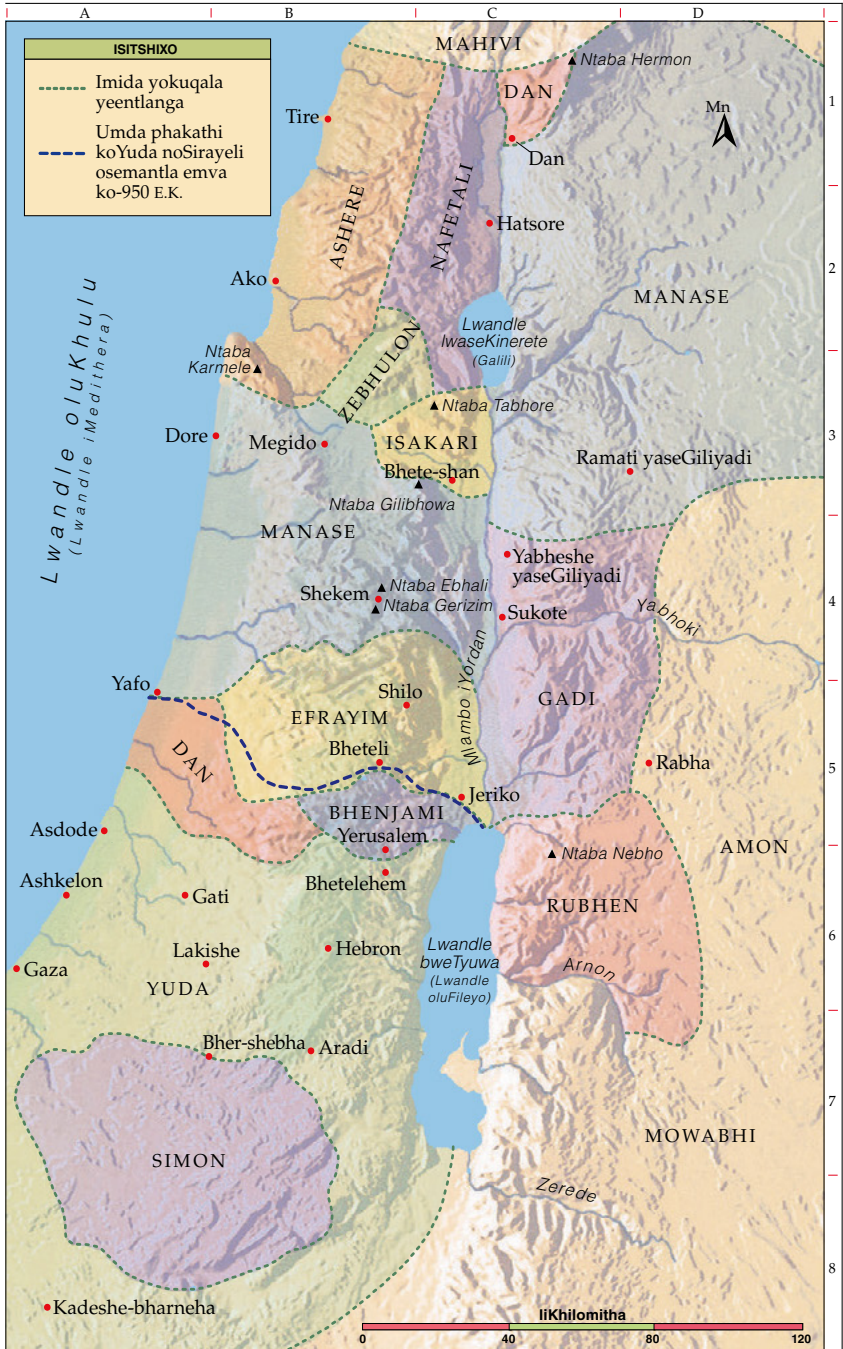 A
B
C
D
ISITSHIXO
Imida yokuqala
yeentlanga
Umda phakathi
koYuda noSirayeli
osemantla emva
ko-950 E.K.
MAHIVI
Ntaba Hermon
DAN
1
Mn
Tire
Dan
ASHERE
NAFETALI
Hatsore
2
Ako
MANASE
Lwandle oluKhulu
(Lwandle iMedithera)
Lwandle
lwaseKinerete
(Galili)
Ntaba
Karmele
ZEBHULON
Ntaba Tabhore
Dore
Megido
ISAKARI
3
Bhete-shan
Ramati yaseGiliyadi
Ntaba Gilibhowa
MANASE
Yabheshe
yaseGiliyadi
Shekem
Ntaba Ebhali
Ntaba Gerizim
4
Sukote
Yabhoki
Mlambo iYordan
Yafo
Shilo
GADI
EFRAYIM
DAN
Bheteli
Rabha
5
Jeriko
BHENJAMI
Asdode
Yerusalem
Ntaba Nebho
AMON
Bhetelehem
Ashkelon
Gati
RUBHEN
6
Lakishe
Hebron
Lwandle
bweTyuwa
(Lwandle
oluFileyo)
Arnon
Gaza
YUDA
Bher-shebha
Aradi
7
MOWABHI
SIMON
Zerede
8
Kadeshe-bharneha
IiKhilomitha
0
40
80
120